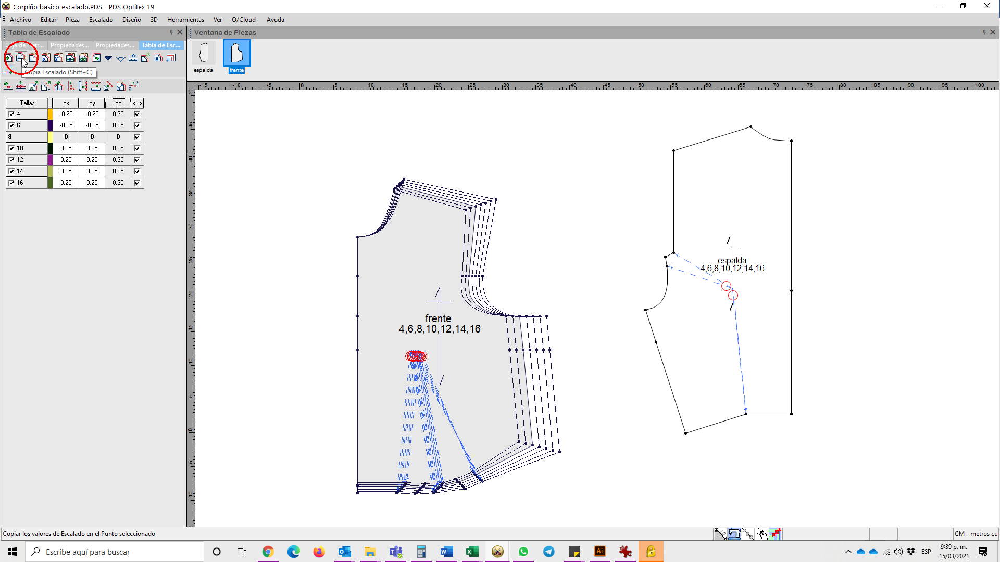 Corpiño basico escalado.PDS - PDS Optitex 19
Archivo Editar Pieza Escalado Diseño 3D Herramientas Ver O/Cloud Ayuda
Tabla de Escalado
Ventana de Piezas
Propiedades... Propiedades... Tabla de Esc...
Copia Escalado (Shift+C)
espalda
frente
Tallas dx dy dd <=>
4 -0.25 -0.25 0.35
6 -0.25 -0.25 0.35
8 0 0 0
10 0.25 0.25 0.35
12 0.25 0.25 0.35
14 0.25 0.25 0.35
16 0.25 0.25 0.35
-15 -10 -5 0 5 10 15 20 25 30 35 40 45 50 55 60 65 70 75 80 85 90 95 100
50
45
40
35
30
25
20
15
10
5
0
-5
-10
frente
4,6,8,10,12,14,16
espalda
4,6,8,10,12,14,16
Copiar los valores de Escalado en el Punto seleccionado
CM - metros cu
Escribe aquí para buscar
ESP
9:39 p. m.
15/03/2021